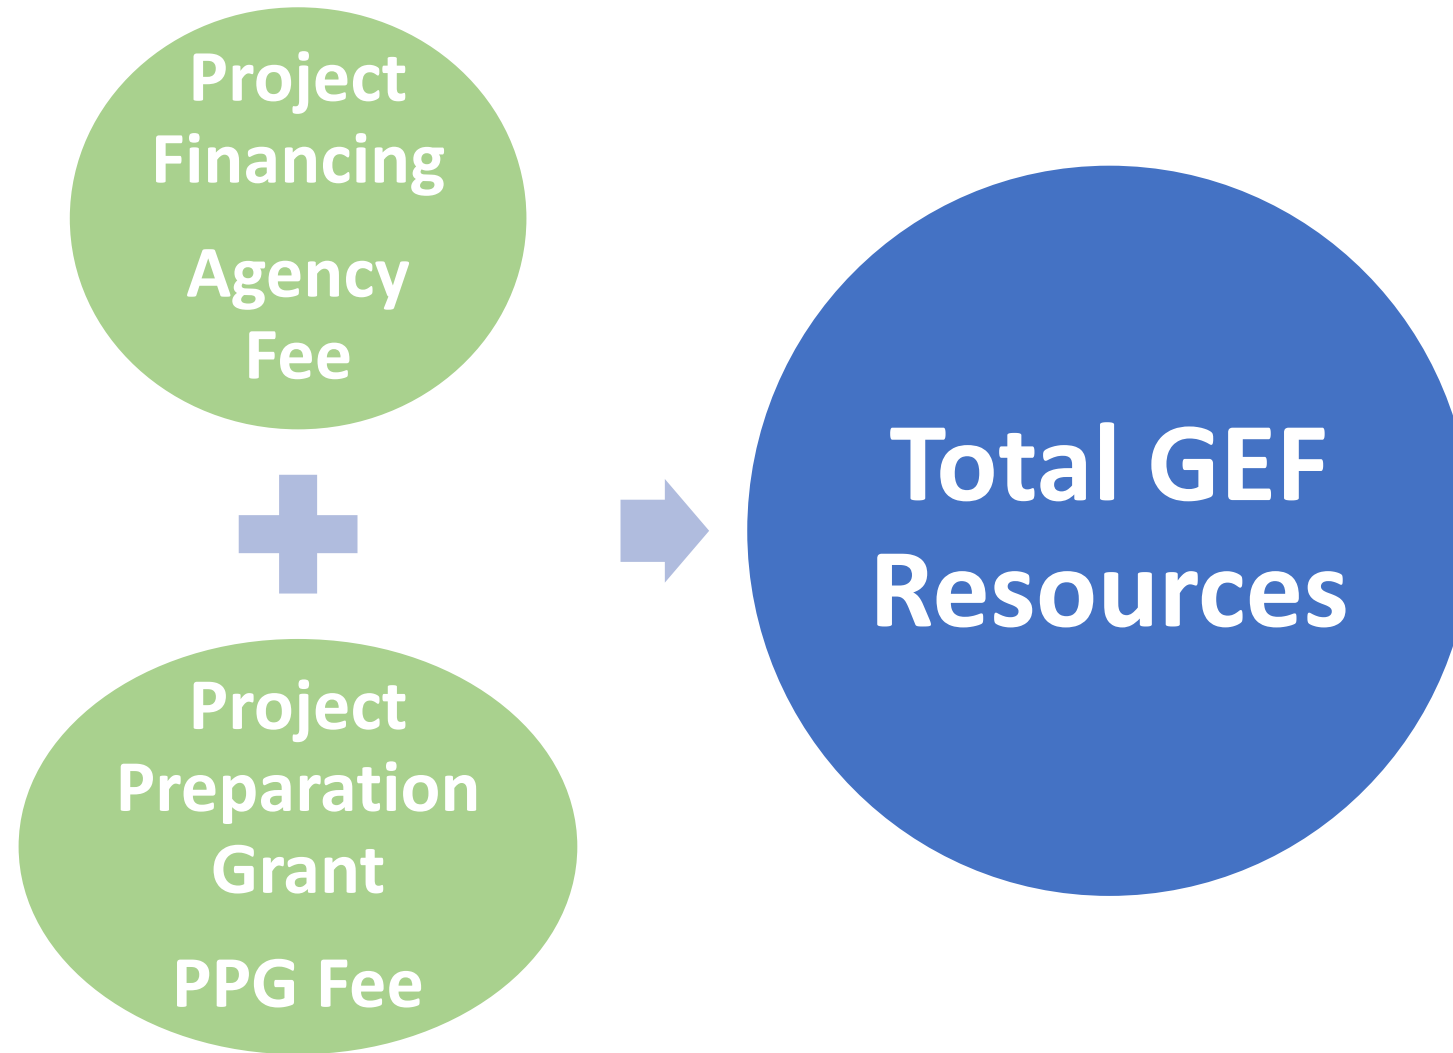 Project
Financing
Agency
Fee
Project
Preparation
Grant
PPG Fee
Total GEF
Resources